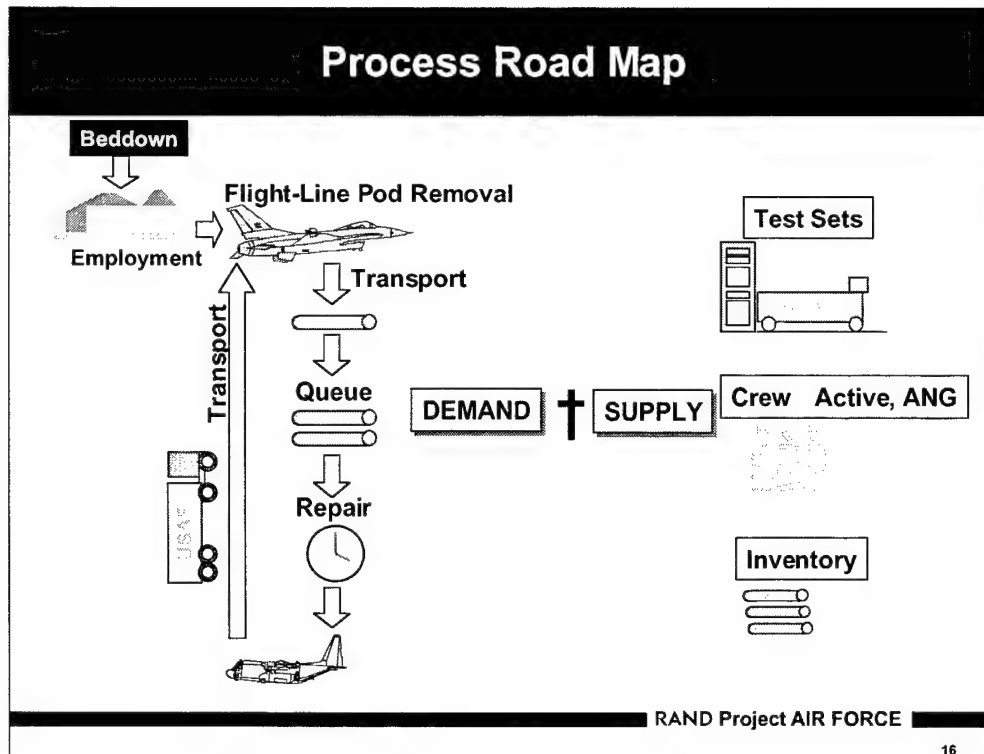 Process Road Map
Beddown
Employment
Flight-Line Pod Removal
Transport
Transport
Queue
Repair
USAF
DEMAND
SUPPLY
Test Sets
Crew Active, ANG
Inventory
RAND Project AIR FORCE
16